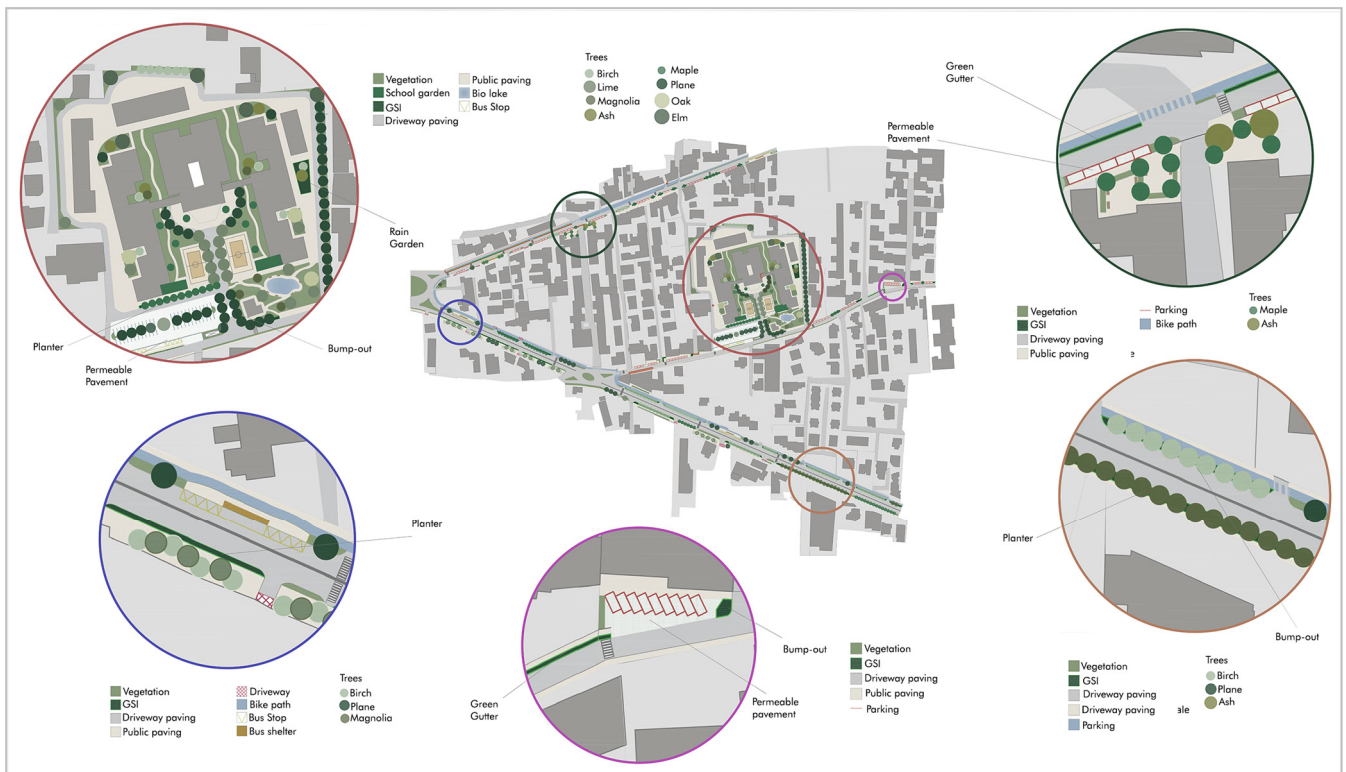 Vegetation
School garden
GSI
Driveway paving
Public paving
Bio lake
Bus Stop
Trees
Birch
Lime
Magnolia
Ash
Maple
Plane
Oak
Elm
Green
Gutter
Permeable
Pavement
Rain
Garden
Planter
Bump-out
Permeable
Pavement
Vegetation
GSI
Driveway paving
Public paving
Parking
Bike path
e
Trees
Maple
Ash
Planter
Planter
Bump-out
Bump-out
Green
Gutter
Permeable
pavement
Vegetation
GSI
Driveway paving
Public paving
Parking
Vegetation
GSI
Driveway paving
Public paving
Driveway
Bike path
Bus Stop
Bus shelter
Trees
Birch
Plane
Magnolia
Vegetation
GSI
Driveway paving
Driveway paving
Parking
ale
Trees
Birch
Plane
Ash